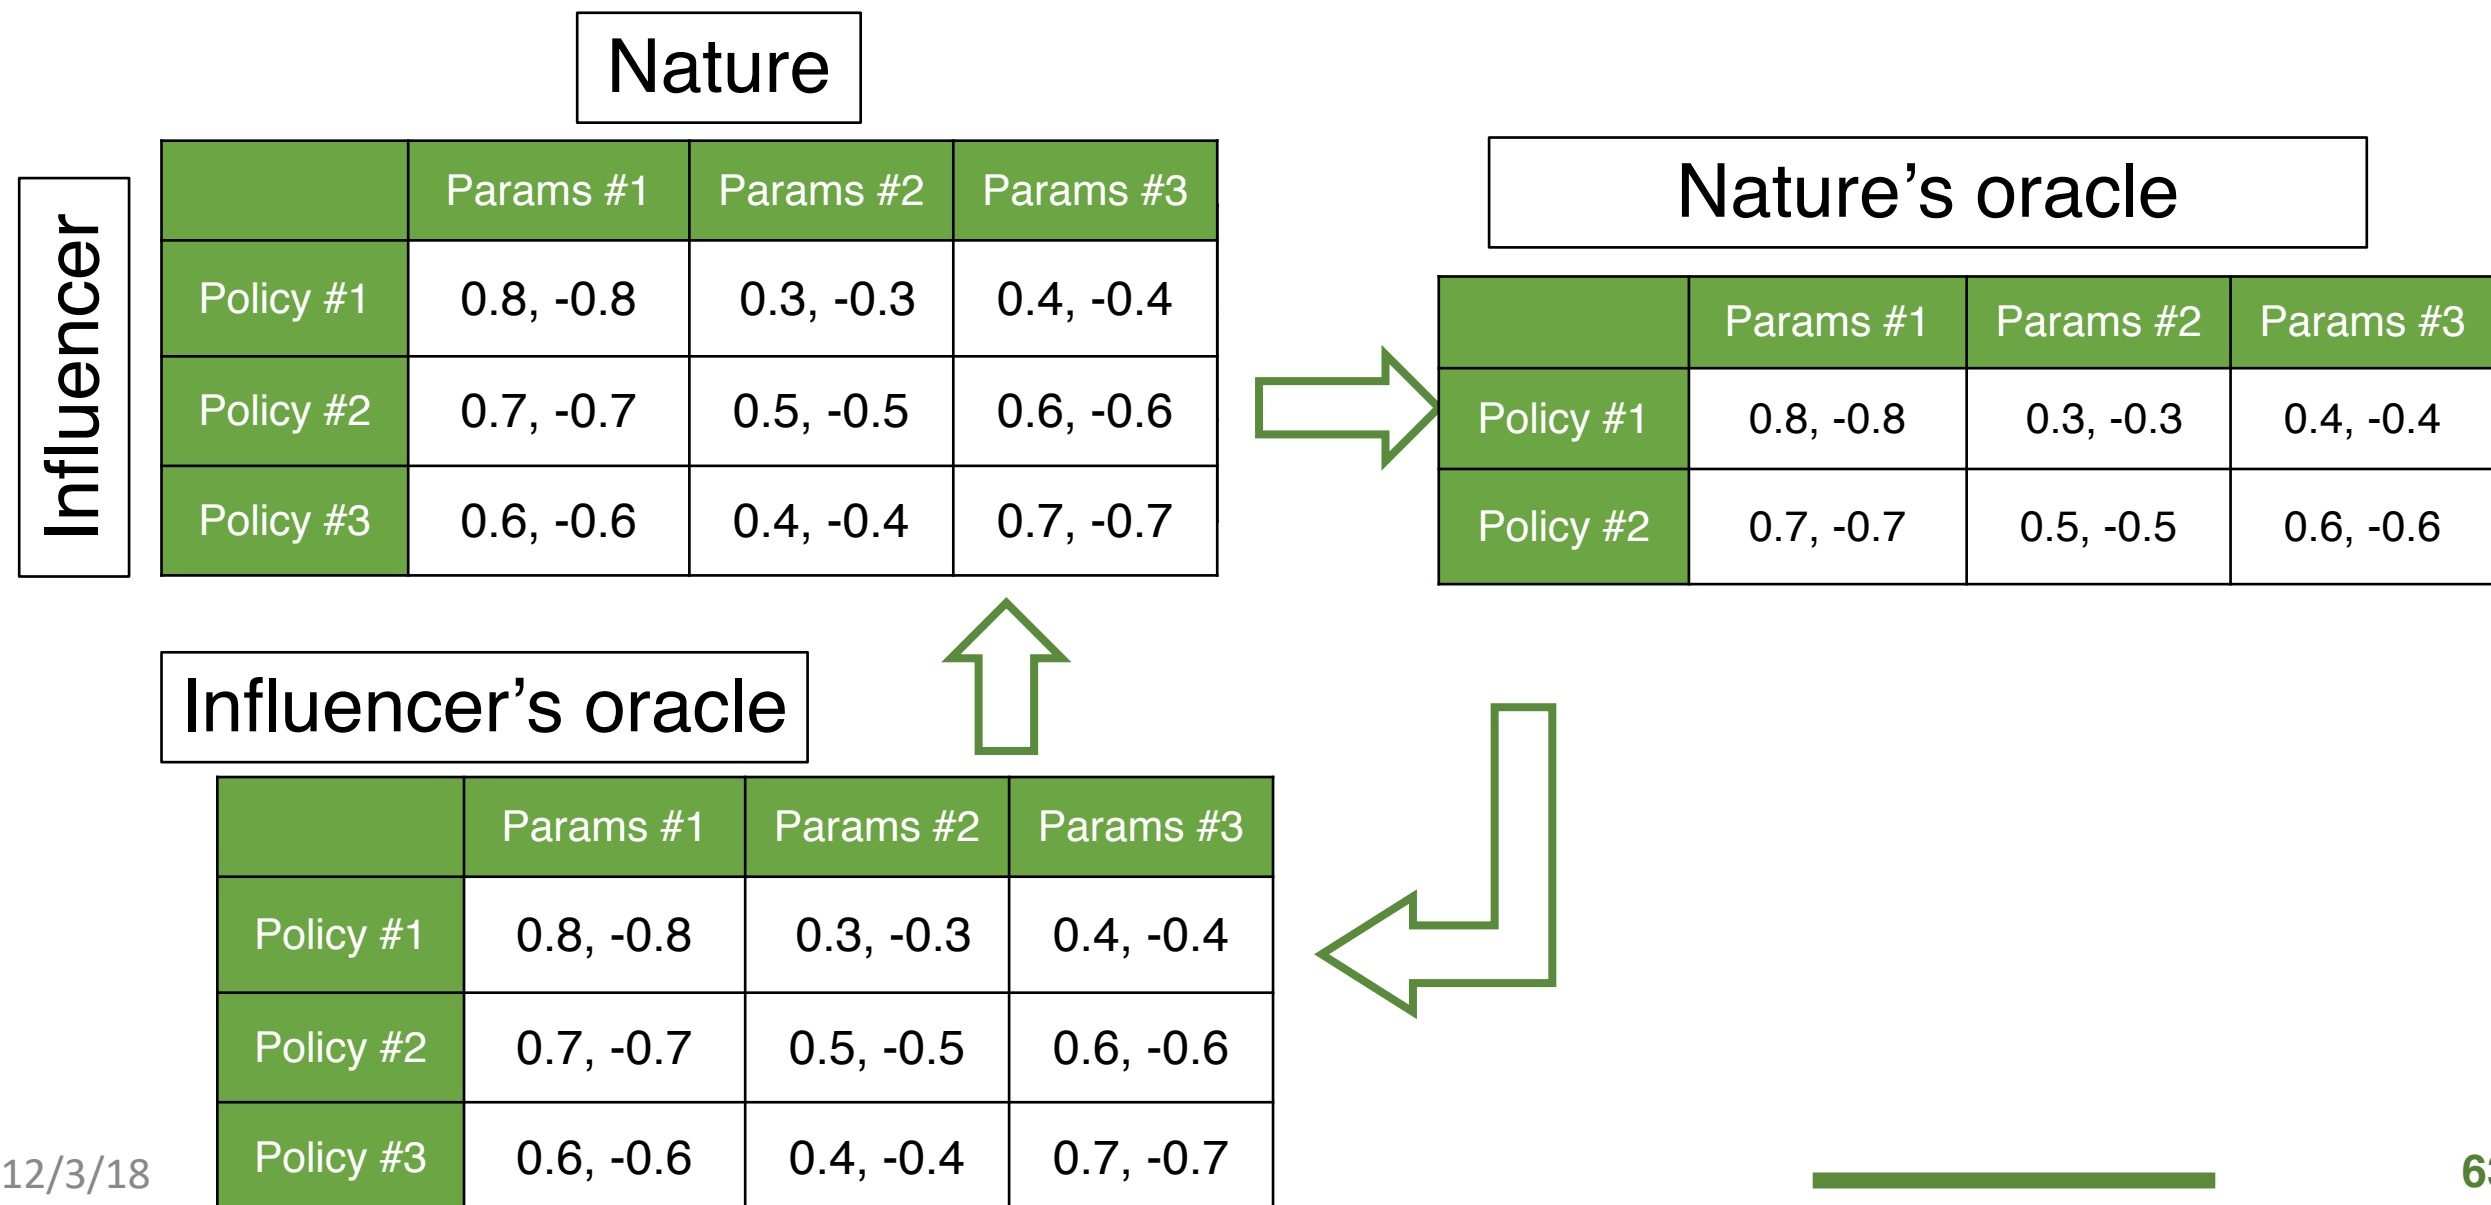 Nature
Influencer
Params #1 Params #2 Params #3
Policy #1 0.8, -0.8 0.3, -0.3 0.4, -0.4
Policy #2 0.7, -0.7 0.5, -0.5 0.6, -0.6
Policy #3 0.6, -0.6 0.4, -0.4 0.7, -0.7
Nature’s oracle
Params #1 Params #2 Params #3
Policy #1 0.8, -0.8 0.3, -0.3 0.4, -0.4
Policy #2 0.7, -0.7 0.5, -0.5 0.6, -0.6
Influencer’s oracle
Params #1 Params #2 Params #3
Policy #1 0.8, -0.8 0.3, -0.3 0.4, -0.4
Policy #2 0.7, -0.7 0.5, -0.5 0.6, -0.6
Policy #3 0.6, -0.6 0.4, -0.4 0.7, -0.7
12/3/18